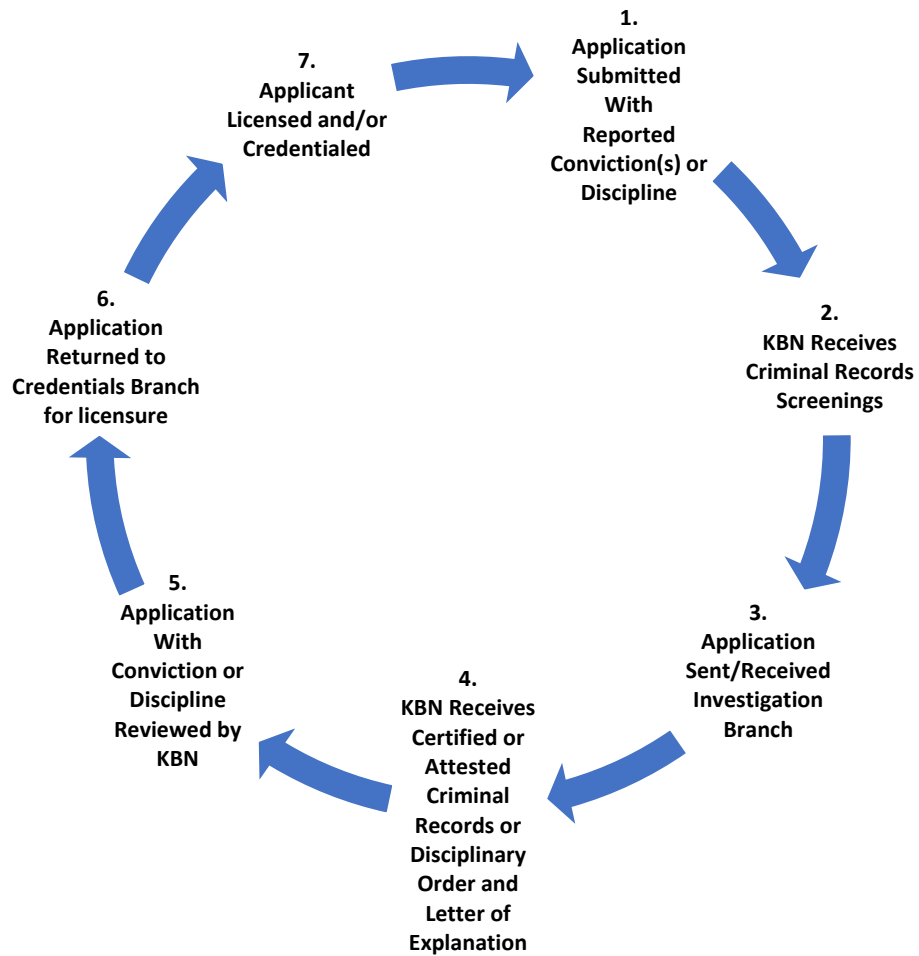 1.
Application
Submitted
With
Reported
Conviction(s) or
Discipline
2.
KBN Receives
Criminal Records
Screenings
3.
Application
Sent/Received
Investigation
Branch
4.
KBN Receives
Certified or
Attested
Criminal
Records or
Disciplinary
Order and
Letter of
Explanation
5.
Application
With
Conviction or
Discipline
Reviewed by
KBN
6.
Application
Returned to
Credentials Branch
for licensure
7.
Applicant
Licensed and/or
Credentialed